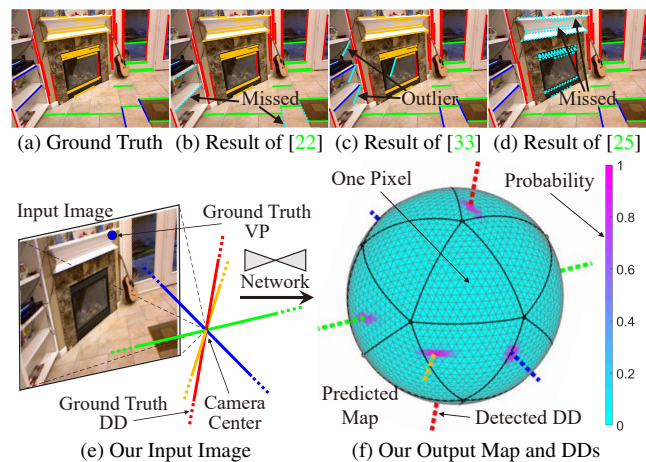 Missed
Outlier
Missed
(a) Ground Truth
(b) Result of [22]
(c) Result of [33]
(d) Result of [25]
Input Image
Ground Truth
VP
Network
Ground Truth
DD
Camera
Center
(e) Our Input Image
One Pixel
Probability
1
0.8
0.6
0.4
0.2
0
Predicted
Map
Detected DD
(f) Our Output Map and DDs